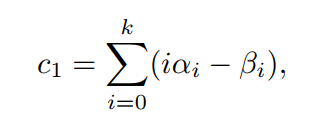 c_1 = \sum_{i=0}^{k} (i\alpha_i - \beta_i),